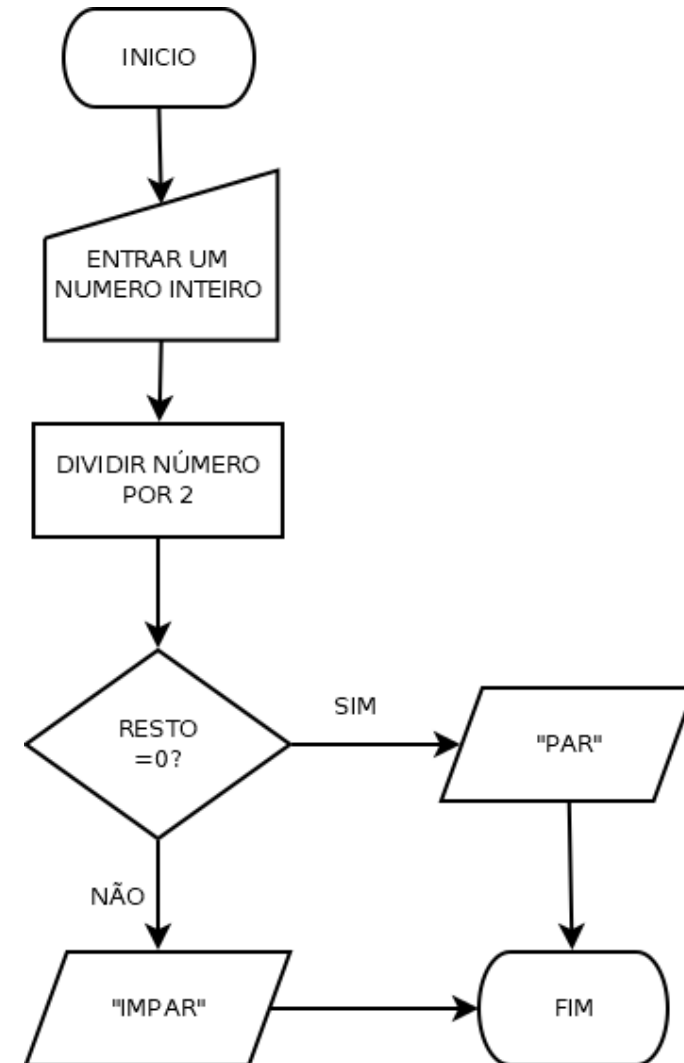 INICIO
ENTRAR UM
NUMERO INTEIRO
DIVIDIR NÚMERO
POR 2
RESTO
=0?
SIM
"PAR"
NÃO
"IMPAR"
FIM